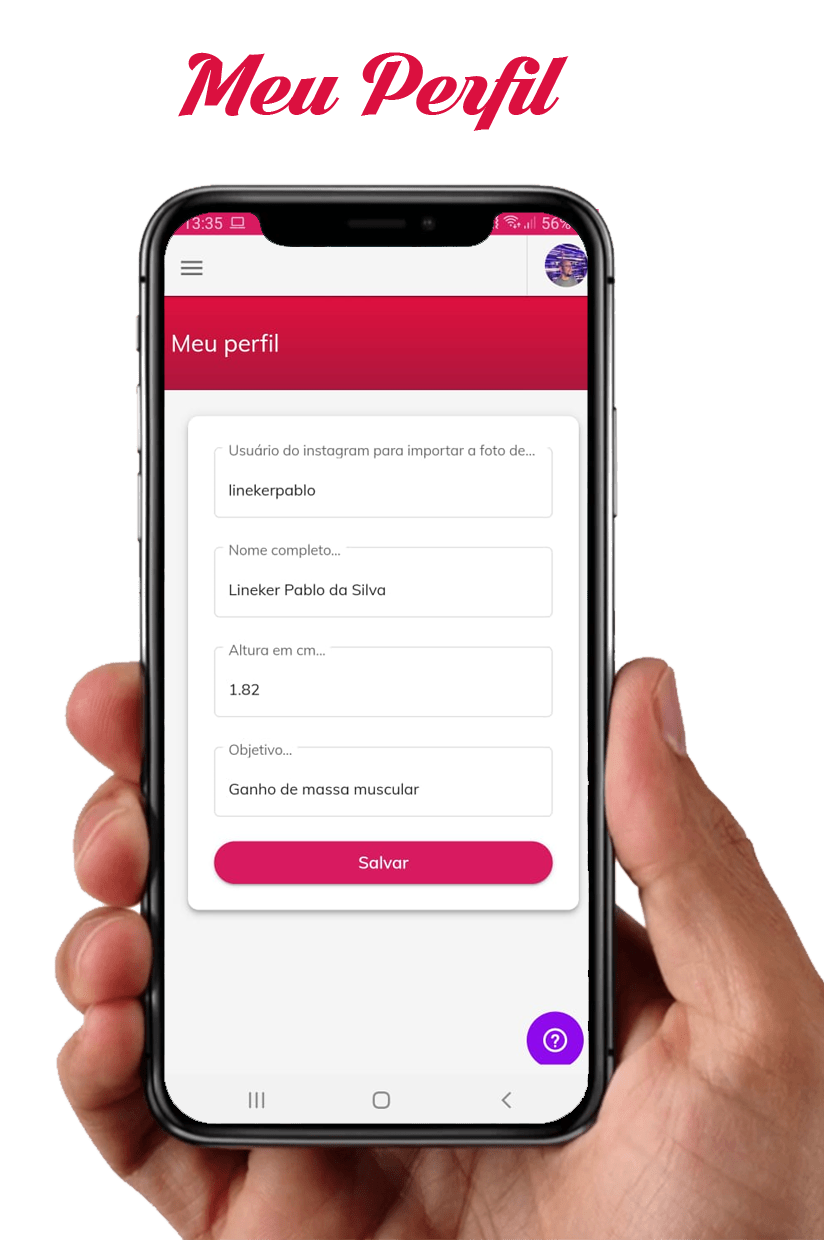 Meu Perfil
13:35
56%
Meu perfil
Usuário do instagram para importar a foto de...
linekerpablo
Nome completo...
Lineker Pablo da Silva
Altura em cm...
1.82
Objetivo...
Ganho de massa muscular
Salvar
?